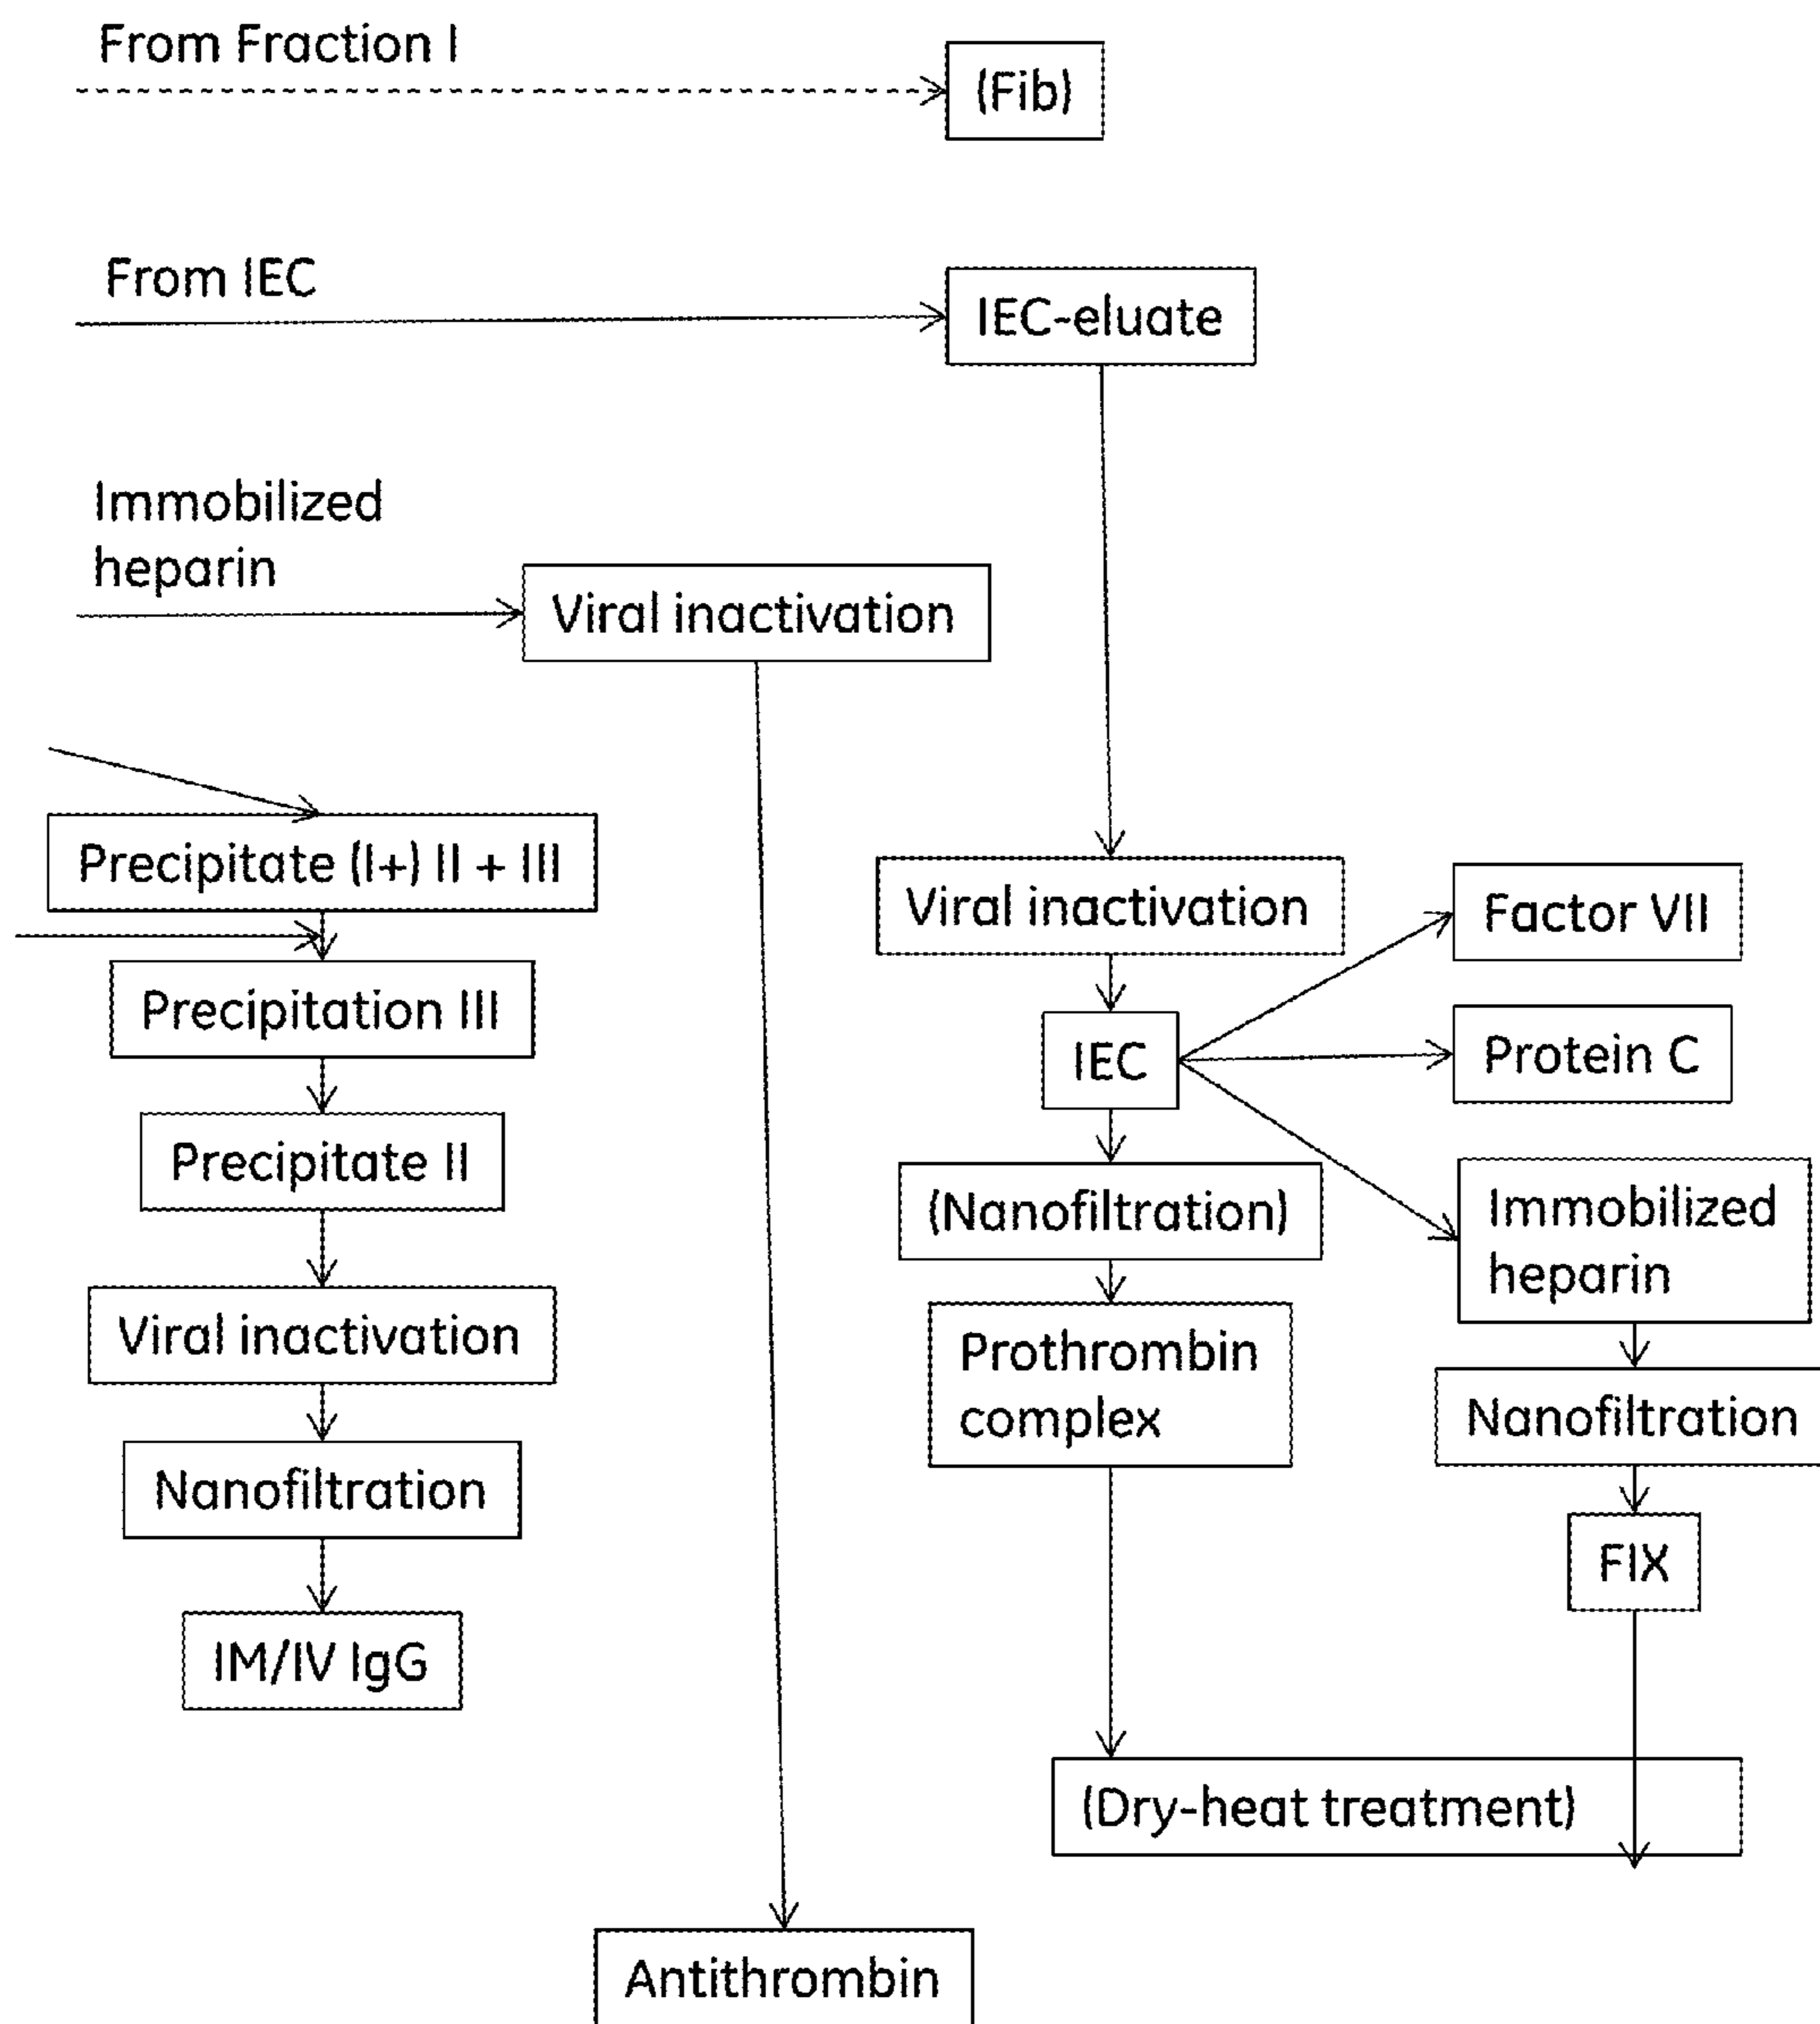 From Fraction I
(Fib)
From IEC
IEC-eluate
Immobilized
heparin
Viral inactivation
Precipitate (I+) II + III
Viral inactivation
Factor VII
Precipitation III
IEC
Protein C
Precipitate II
(Nanofiltration)
Immobilized
heparin
Viral inactivation
Prothrombin
complex
Nanofiltration
Nanofiltration
FIX
IM/IV IgG
(Dry-heat treatment)
Antithrombin